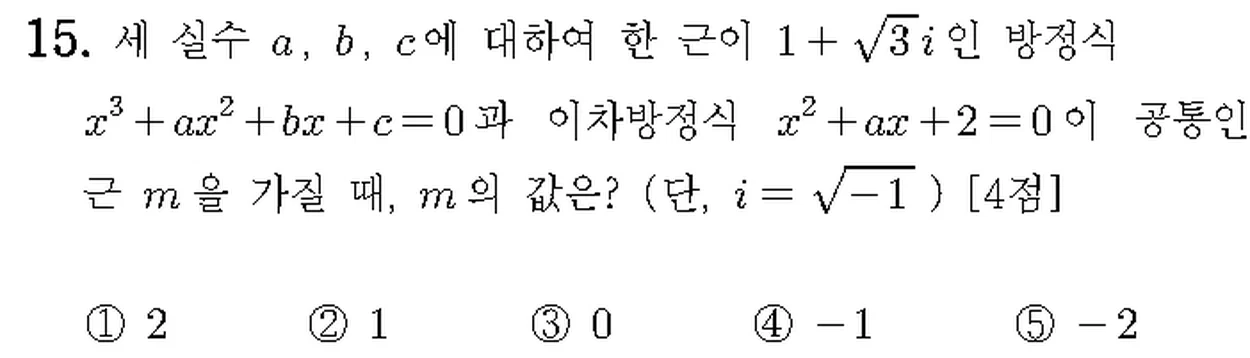 15. 세 실수 a, b, c에 대하여 한 근이 1+√3i인 방정식
x³+ax²+bx+c=0과 이차방정식 x²+ax+2=0이 공통인
근 m을 가질 때, m의 값은? (단, i=√-1) [4점]
① 2 ② 1 ③ 0 ④ -1 ⑤ -2